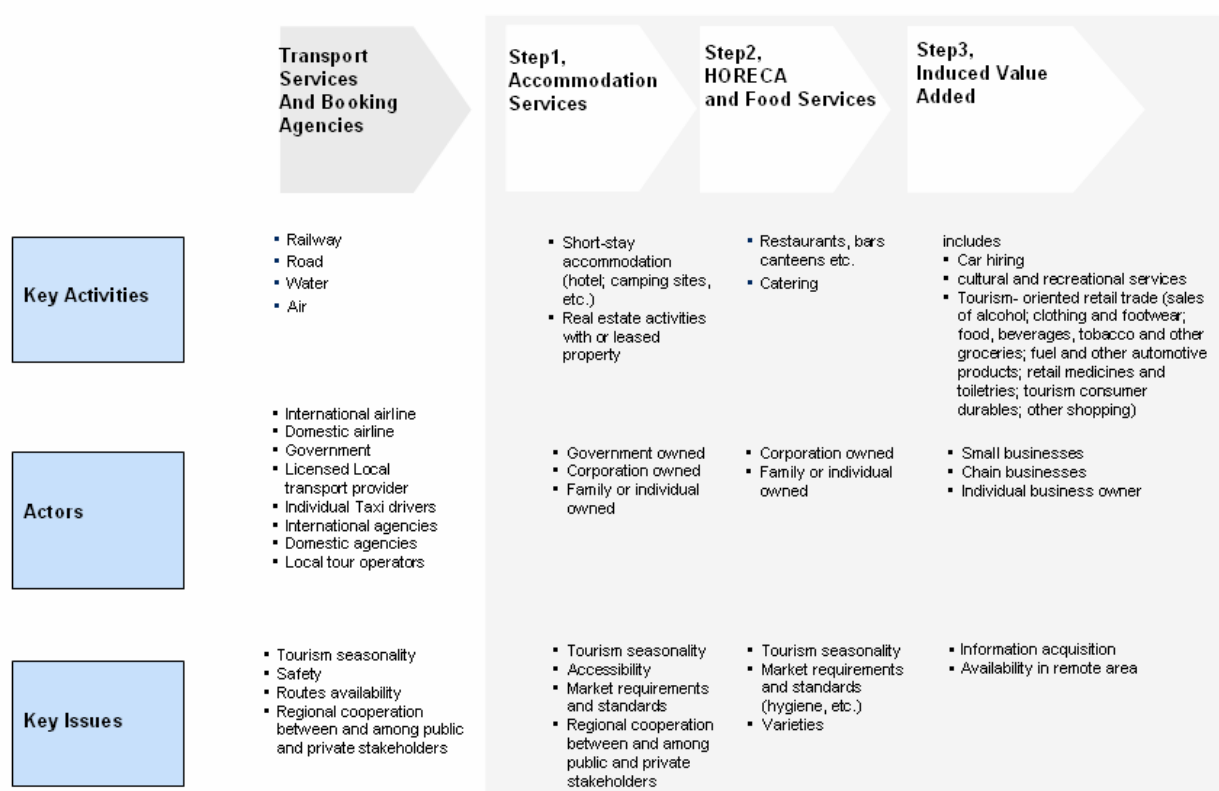 Transport
Services
And Booking
Agencies
Step1,
Accommodation
Services
Step2,
HORECA
and Food Services
Step3,
Induced Value
Added
Key Activities
▪ Railway
▪ Road
▪ Water
▪ Air
▪ Short-stay
accommodation
(hotel; camping sites,
etc.)
▪ Real estate activities
with or leased
property
▪ Restaurants, bars
canteens etc.
▪ Catering
includes
▪ Car hiring
▪ cultural and recreational services
▪ Tourism- oriented retail trade (sales
of alcohol; clothing and footwear;
food, beverages, tobacco and other
groceries; fuel and other automotive
products; retail medicines and
toiletries; tourism consumer
durables; other shopping)
Actors
▪ International airline
▪ Domestic airline
▪ Government
▪ Licensed Local
transport provider
▪ Individual Taxi drivers
▪ International agencies
▪ Domestic agencies
▪ Local tour operators
▪ Government owned
▪ Corporation owned
▪ Family or individual
owned
▪ Corporation owned
▪ Family or individual
owned
▪ Small businesses
▪ Chain businesses
▪ Individual business owner
Key Issues
▪ Tourism seasonality
▪ Safety
▪ Routes availability
▪ Regional cooperation
between and among public
and private stakeholders
▪ Tourism seasonality
▪ Accessibility
▪ Market requirements
and standards
▪ Regional cooperation
between and among
public and private
stakeholders
▪ Tourism seasonality
▪ Market requirements
and standards
(hygiene, etc.)
▪ Varieties
▪ Information acquisition
▪ Availability in remote area